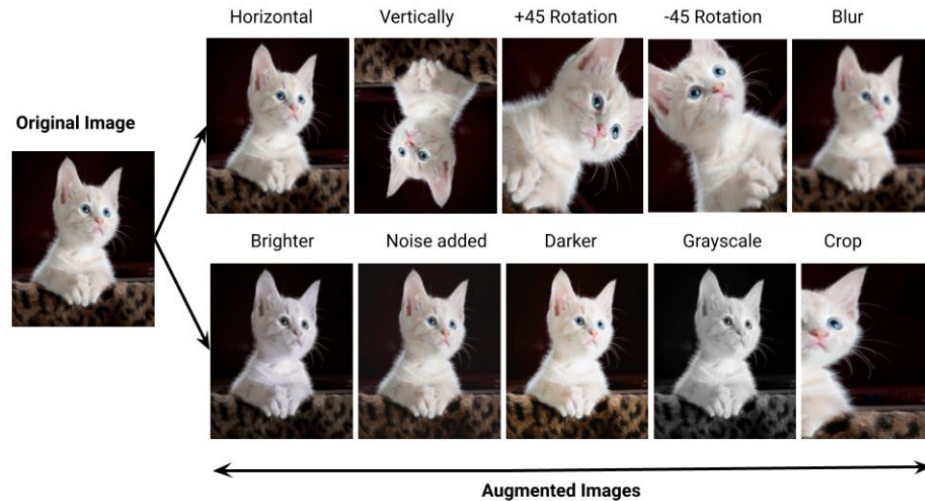 Horizontal Vertically +45 Rotation -45 Rotation Blur
Original Image
Brighter Noise added Darker Grayscale Crop
Augmented Images